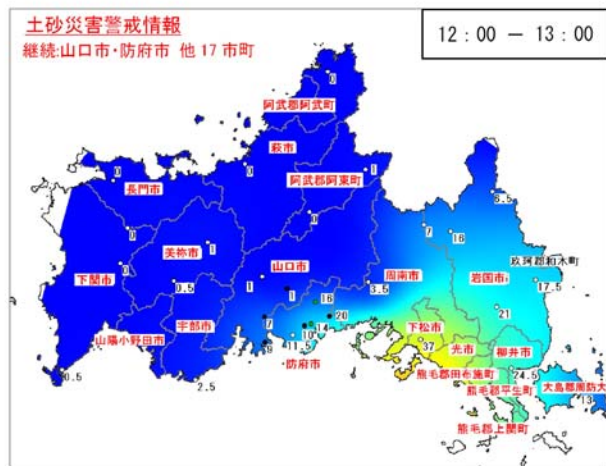 土砂災害警戒情報
継続:山口市・防府市 他 17 市町
12:00 － 13:00
0
阿武郡阿武町
0
萩市
0
0
長門市
阿武郡阿東町
1
6.5
0
0
7
16
美祢市
1
下関市
0
山口市
周南市
玖珂郡和木町
岩国市
17.5
0.5
1
1
3.5
16
21
宇部市
7
20
下松市
山陽小野田市
10
14
光市
柳井市
9
11.5
37
・防府市
熊毛郡田布施町
24.5
0.5
2.5
熊毛郡平生町
大島郡周防大
13
熊毛郡上関町